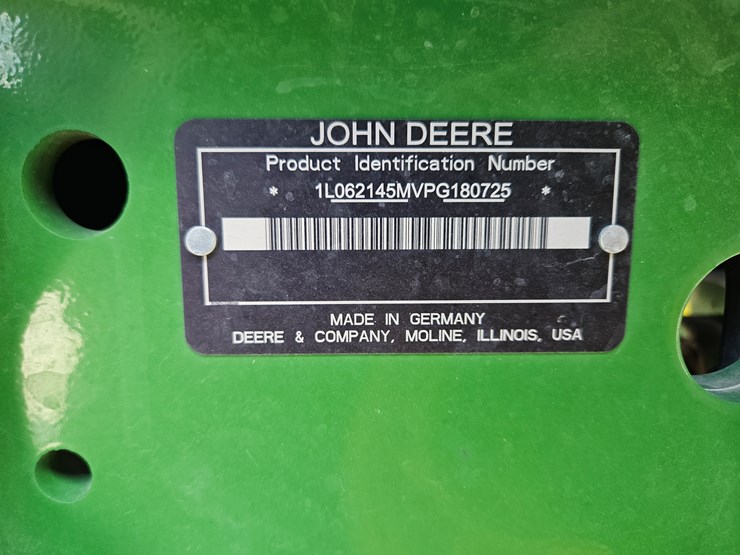 JOHN DEERE
Product Identification Number
* 1L062145MVPG180725 *
MADE IN GERMANY
DEERE & COMPANY, MOLINE, ILLINOIS, USA